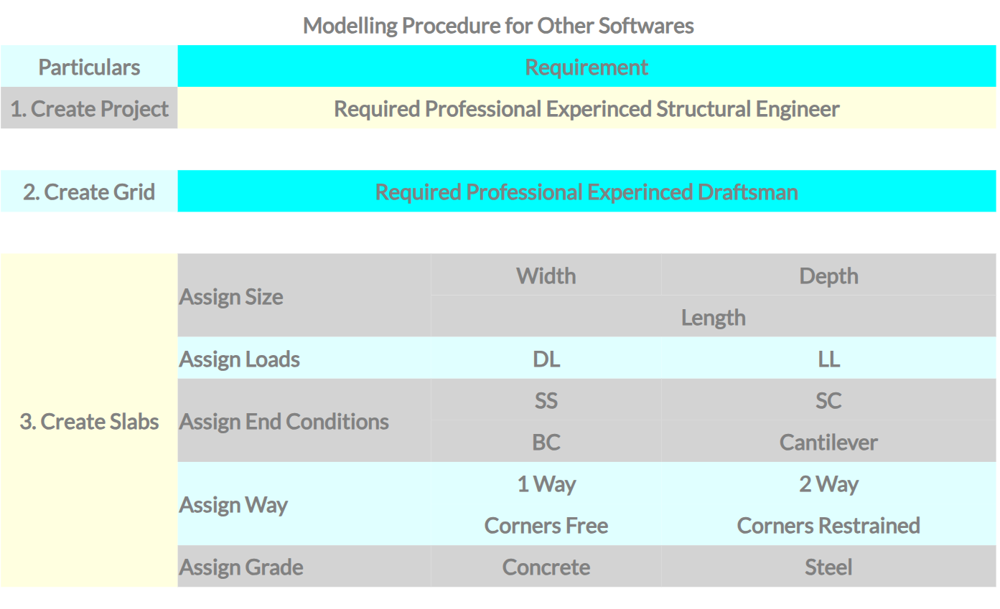 Modelling Procedure for Other Softwares
Particulars Requirement
1. Create Project Required Professional Experinced Structural Engineer
2. Create Grid Required Professional Experinced Draftsman
3. Create Slabs
Assign Size
Width Depth
Length
Assign Loads DL LL
Assign End Conditions
SS SC
BC Cantilever
Assign Way
1 Way 2 Way
Corners Free Corners Restrained
Assign Grade Concrete Steel